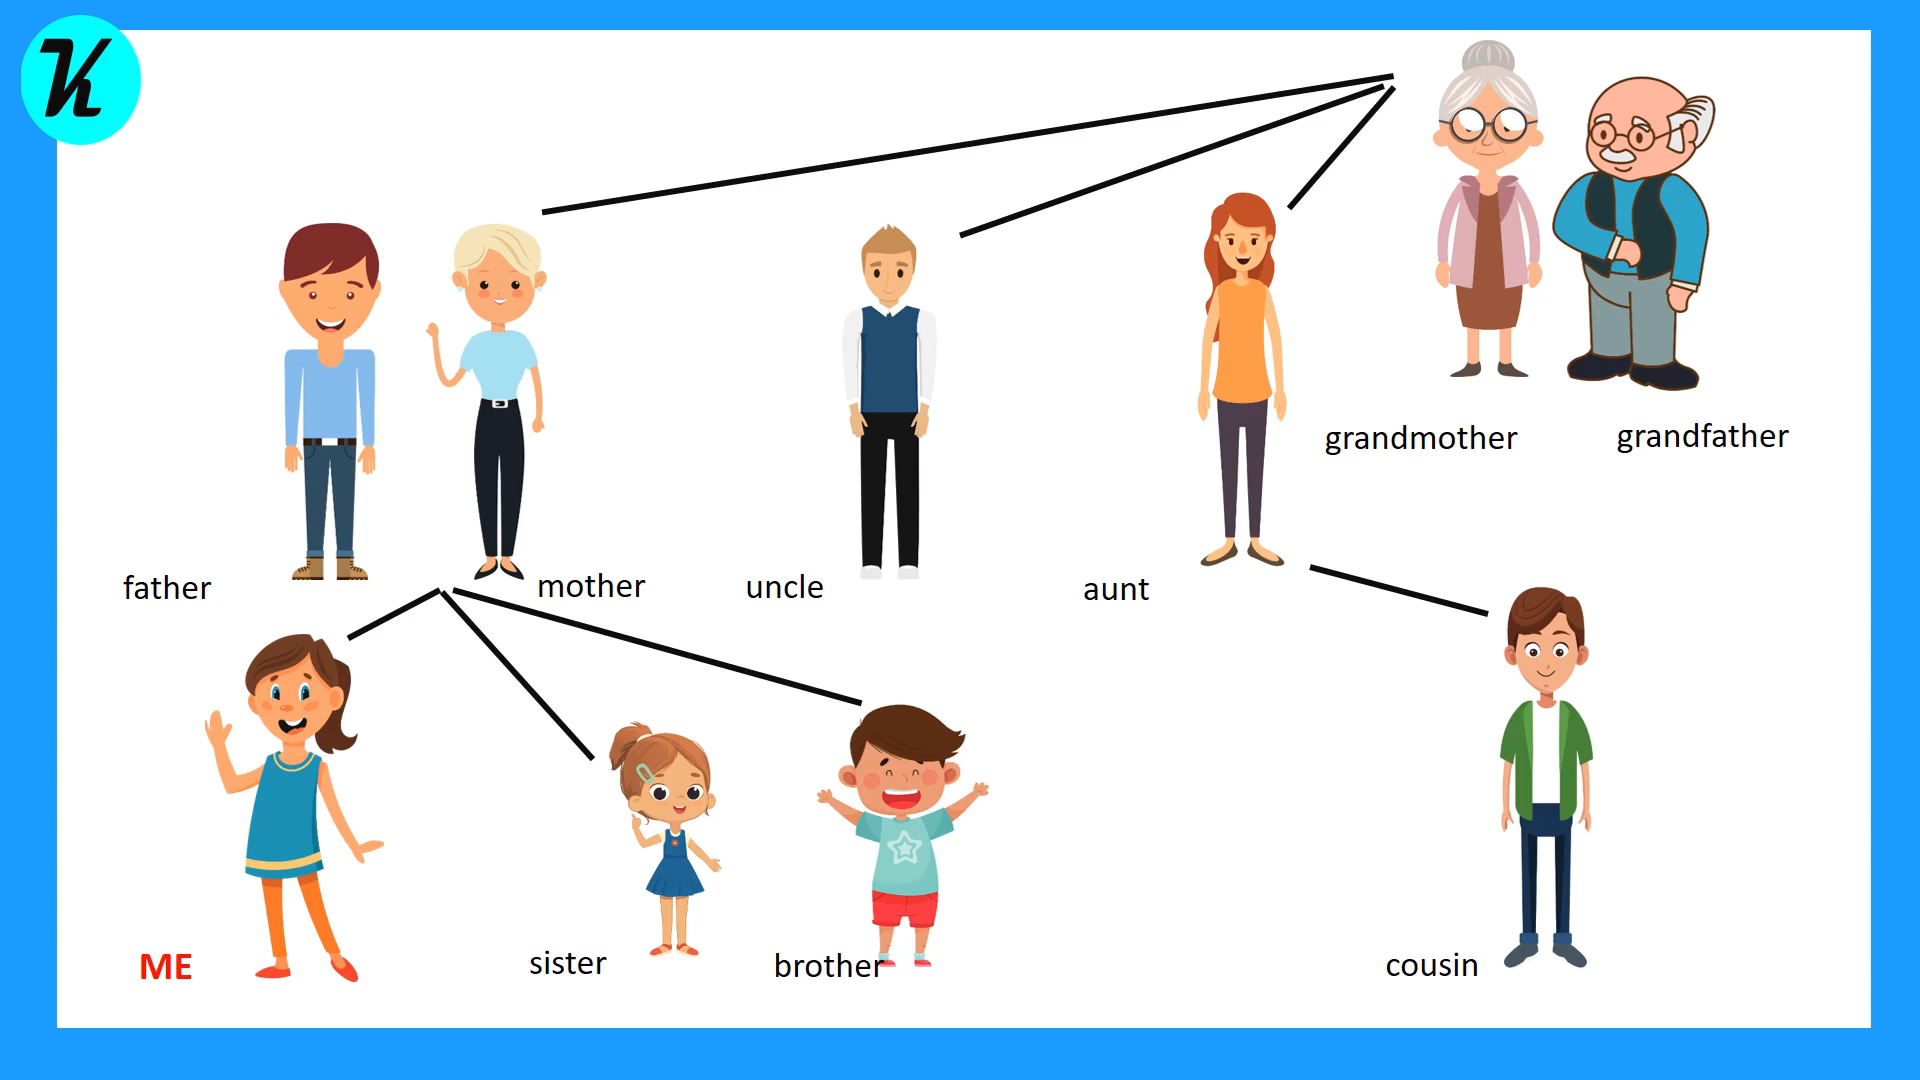 K
grandmother
grandfather
father
mother
uncle
aunt
ME
sister
brother
cousin